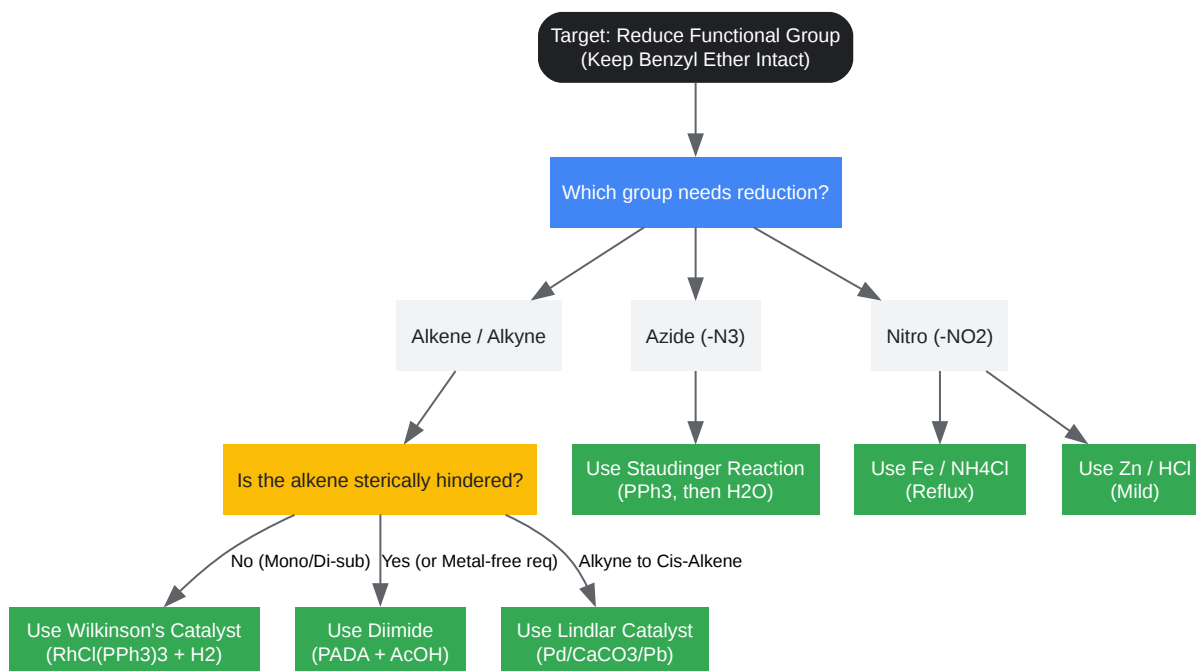 Target: Reduce Functional Group
(Keep Benzyl Ether Intact)
Which group needs reduction?
Alkene / Alkyne
Azide (-N3)
Nitro (-NO2)
Is the alkene sterically hindered?
Use Staudinger Reaction
(PPh3, then H2O)
Use Fe / NH4Cl
(Reflux)
Use Zn / HCl
(Mild)
No (Mono/Di-sub)
Yes (or Metal-free req)
Alkyne to Cis-Alkene
Use Wilkinson's Catalyst
(RhCl(PPh3)3 + H2)
Use Diimide
(PADA + AcOH)
Use Lindlar Catalyst
(Pd/CaCO3/Pb)